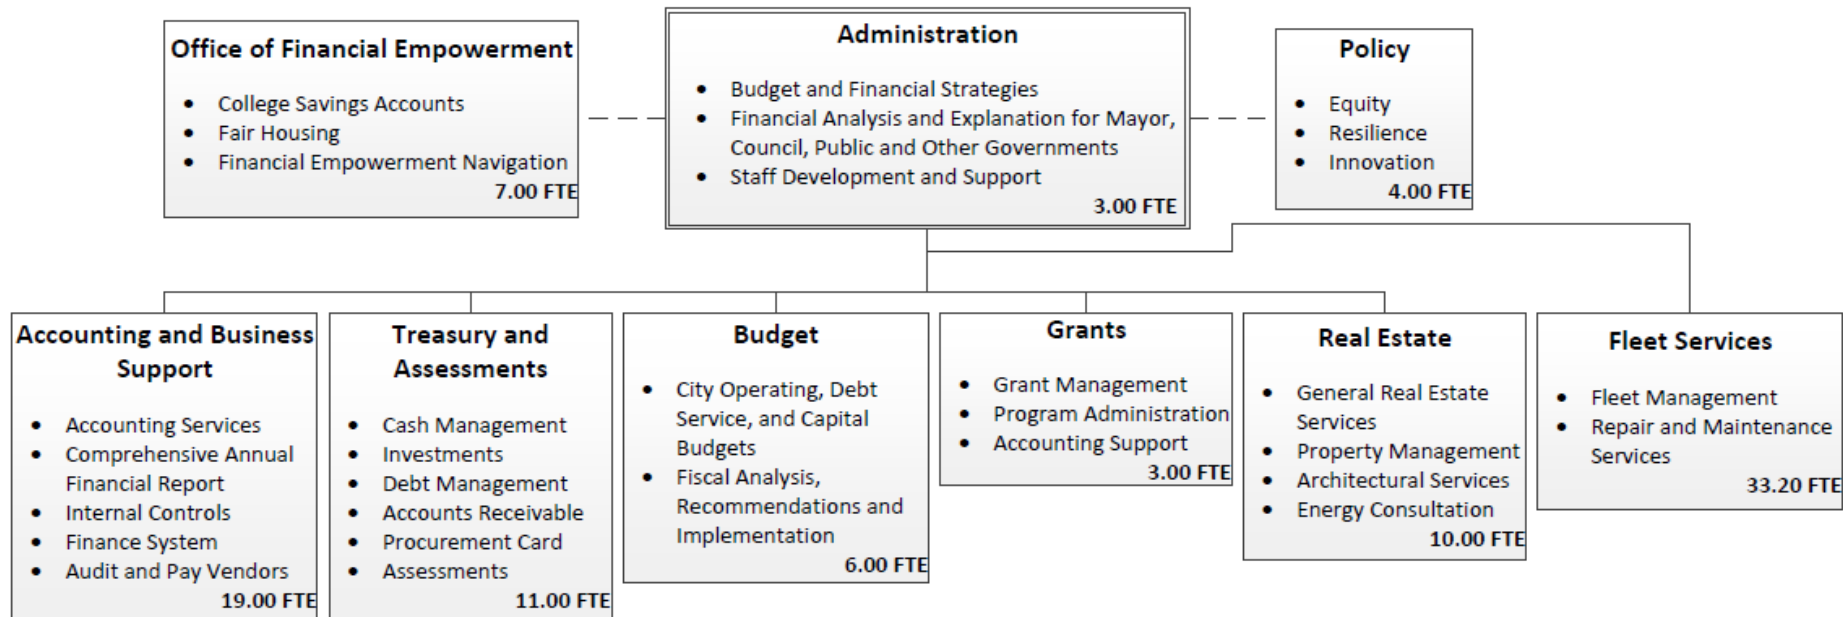 Office of Financial Empowerment
• College Savings Accounts
• Fair Housing
• Financial Empowerment Navigation
7.00 FTE
Administration
• Budget and Financial Strategies
• Financial Analysis and Explanation for Mayor,
Council, Public and Other Governments
• Staff Development and Support
3.00 FTE
Policy
• Equity
• Resilience
• Innovation
4.00 FTE
Accounting and Business
Support
• Accounting Services
• Comprehensive Annual
Financial Report
• Internal Controls
• Finance System
• Audit and Pay Vendors
19.00 FTE
Treasury and
Assessments
• Cash Management
• Investments
• Debt Management
• Accounts Receivable
• Procurement Card
• Assessments
11.00 FTE
Budget
• City Operating, Debt
Service, and Capital
Budgets
• Fiscal Analysis,
Recommendations and
Implementation
6.00 FTE
Grants
• Grant Management
• Program Administration
• Accounting Support
3.00 FTE
Real Estate
• General Real Estate
Services
• Property Management
• Architectural Services
• Energy Consultation
10.00 FTE
Fleet Services
• Fleet Management
• Repair and Maintenance
Services
33.20 FTE